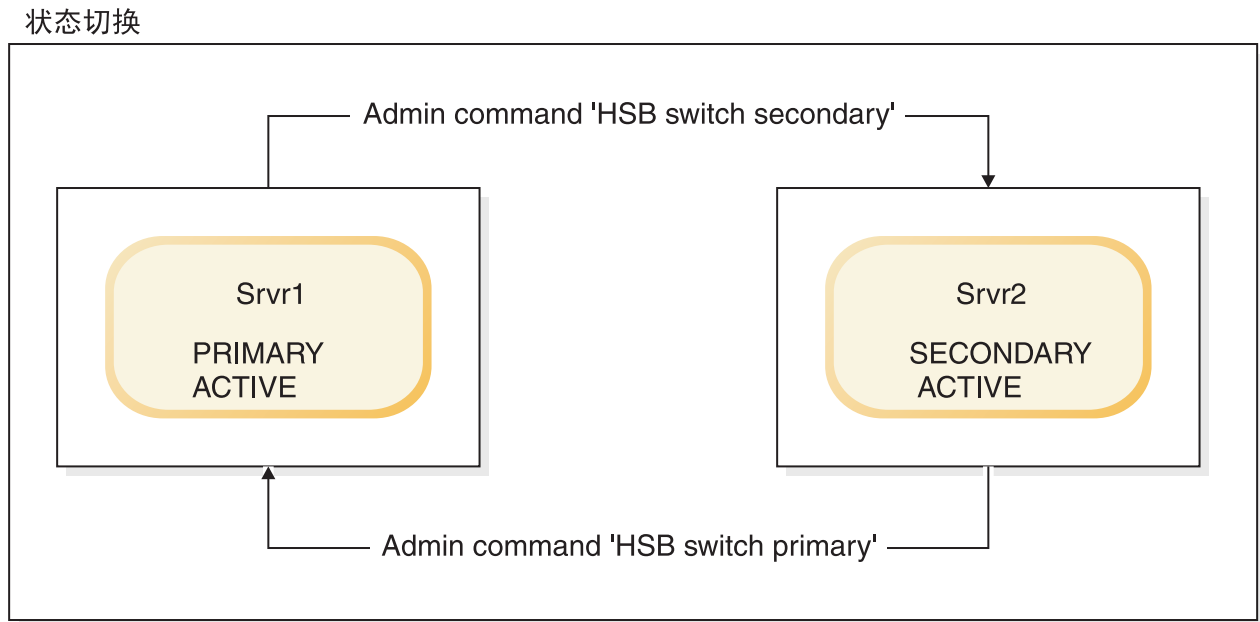 状态切换
Admin command 'HSB switch secondary'
Srvr1
PRIMARY
ACTIVE
Srvr2
SECONDARY
ACTIVE
Admin command 'HSB switch primary'